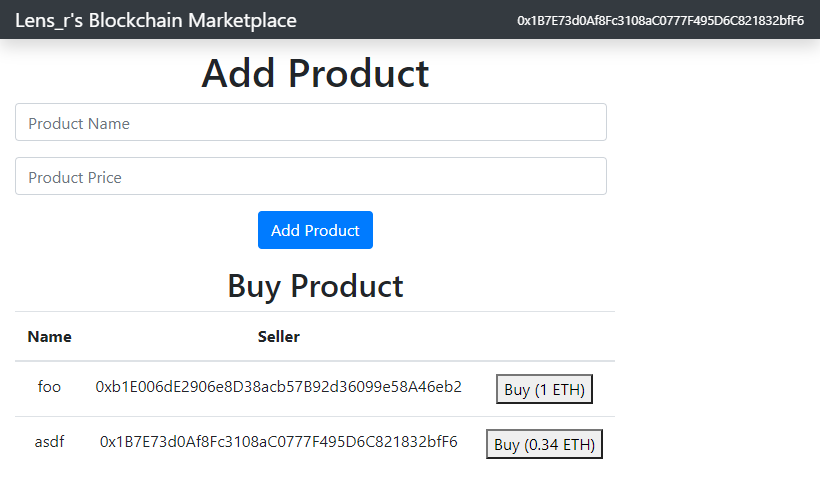 Lens_r's Blockchain Marketplace 0x1B7E73d0Af8Fc3108aC0777F495D6C821832bfF6
Add Product
Product Name
Product Price
Add Product
Buy Product
Name Seller
foo 0xb1E006dE2906e8D38acb57B92d36099e58A46eb2 Buy (1 ETH)
asdf 0x1B7E73d0Af8Fc3108aC0777F495D6C821832bfF6 Buy (0.34 ETH)